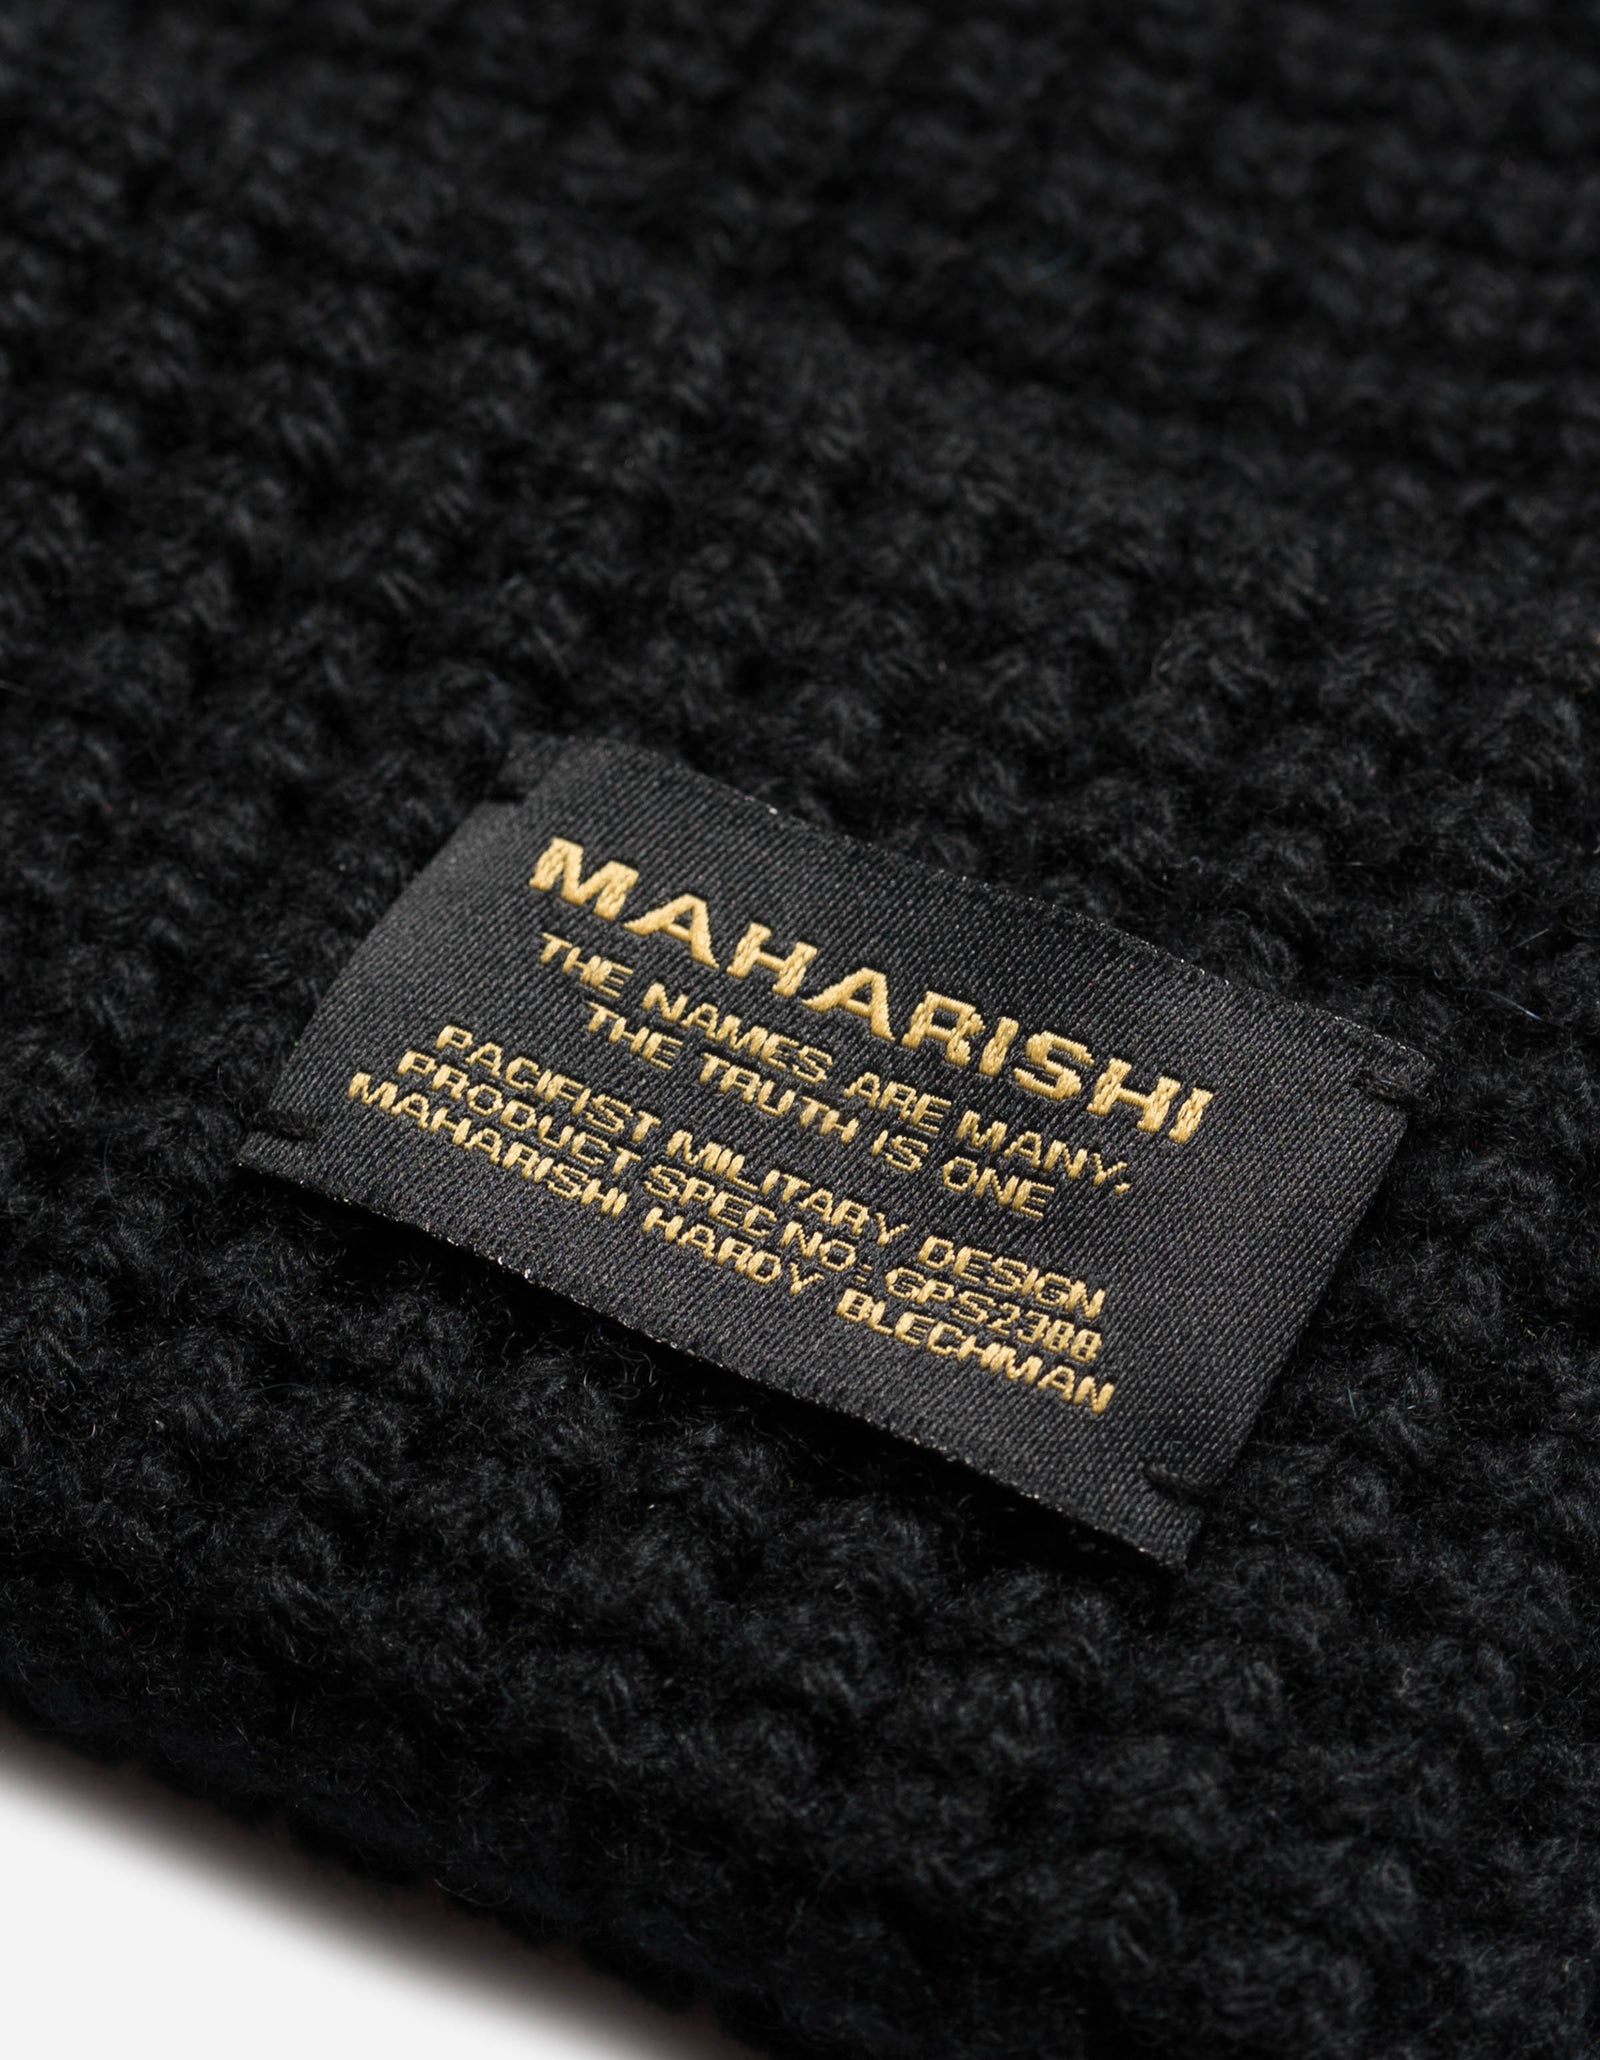 MAHARISHI
THE NAMES ARE MANY,
THE TRUTH IS ONE
PACIFIST MILITARY DESIGN
PRODUCT SPEC NO: GPS2388
MAHARISHI HARDY BLECHMAN